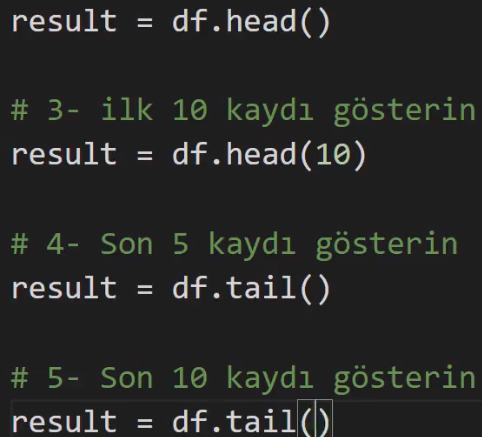 result = df.head()
# 3- ilk 10 kaydı gösterin
result = df.head(10)
# 4- Son 5 kaydı gösterin
result = df.tail()
# 5- Son 10 kaydı gösterin
result = df.tail()